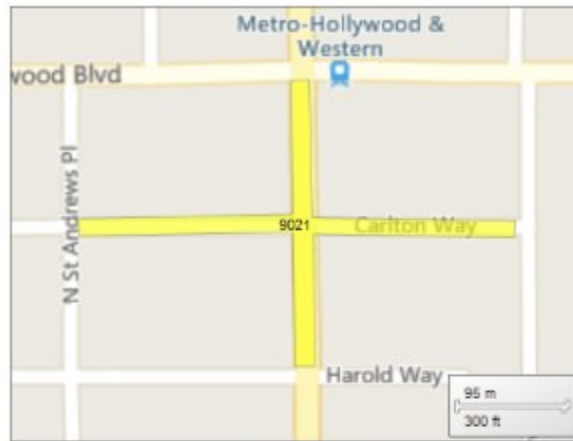 Metro-Hollywood &
Western
wood Blvd
N St Andrews Pl
9021
Carlton Way
Harold Way
95 m
300 ft